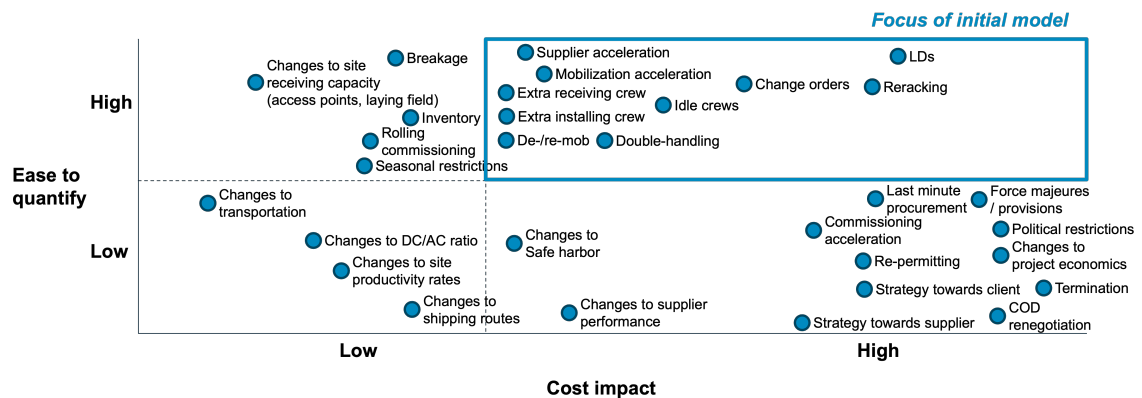 Focus of initial model
Ease to
quantify
High
Low
Breakage
Changes to site
receiving capacity
(access points, laying field)
Inventory
Rolling
commissioning
Seasonal restrictions
Supplier acceleration
Mobilization acceleration
Extra receiving crew
Extra installing crew
De-/re-mob
Double-handling
Idle crews
Change orders
LDs
Reracking
Changes to
transportation
Changes to DC/AC ratio
Changes to site
productivity rates
Changes to
shipping routes
Changes to
Safe harbor
Changes to supplier
performance
Last minute
procurement
Force majeures
/ provisions
Commissioning
acceleration
Political restrictions
Re-permitting
Changes to
project economics
Strategy towards client
Termination
Strategy towards supplier
COD
renegotiation
Low
High
Cost impact